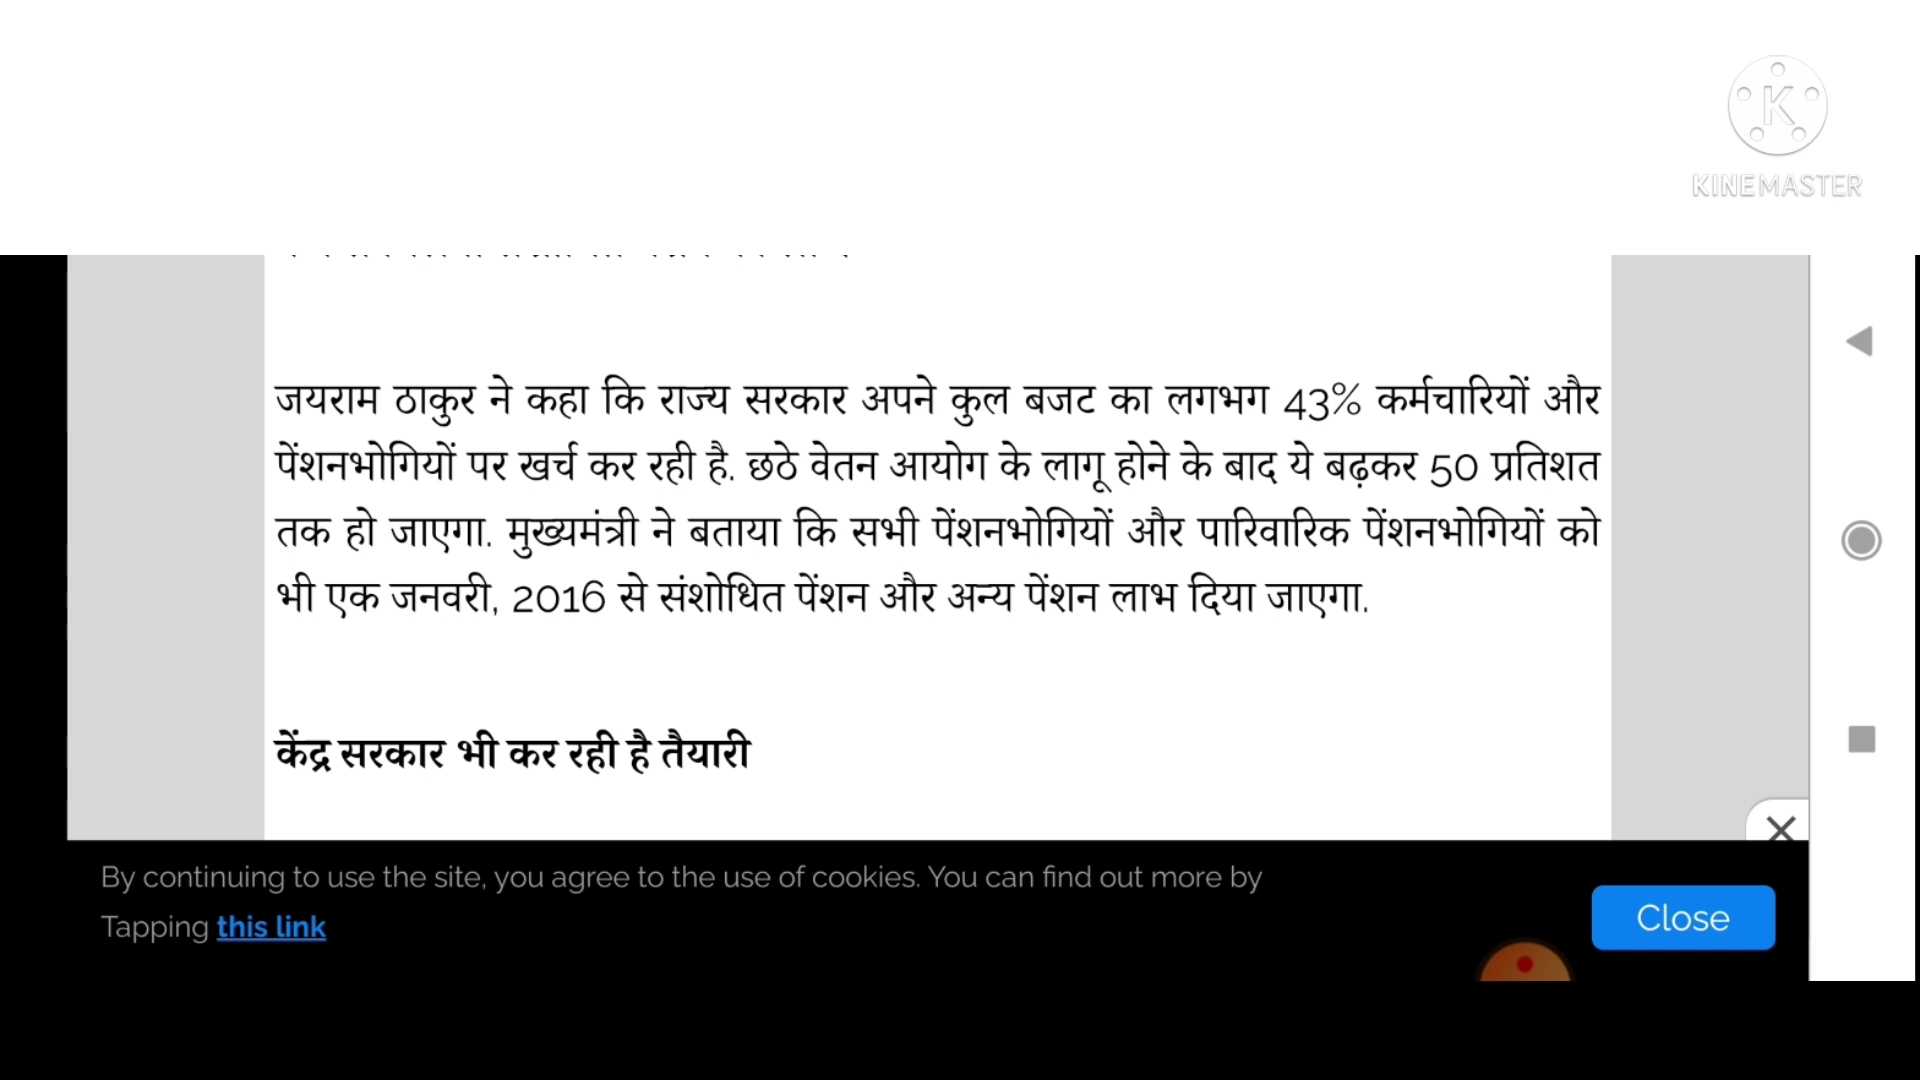 KINEMASTER
जयराम ठाकुर ने कहा कि राज्य सरकार अपने कुल बजट का लगभग 43% कर्मचारियों और
पेंशनभोगियों पर खर्च कर रही है. छठे वेतन आयोग के लागू होने के बाद ये बढ़कर 50 प्रतिशत
तक हो जाएगा. मुख्यमंत्री ने बताया कि सभी पेंशनभोगियों और पारिवारिक पेंशनभोगियों को
भी एक जनवरी, 2016 से संशोधित पेंशन और अन्य पेंशन लाभ दिया जाएगा.
केंद्र सरकार भी कर रही है तैयारी
By continuing to use the site, you agree to the use of cookies. You can find out more by
Tapping this link
Close